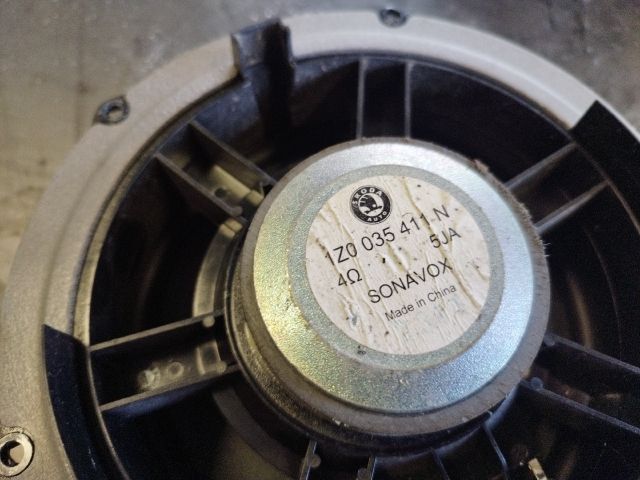 ŠKODA
AUTO
1Z0 035 411 N
4Ω 5JA
SONAVOX
Made in China